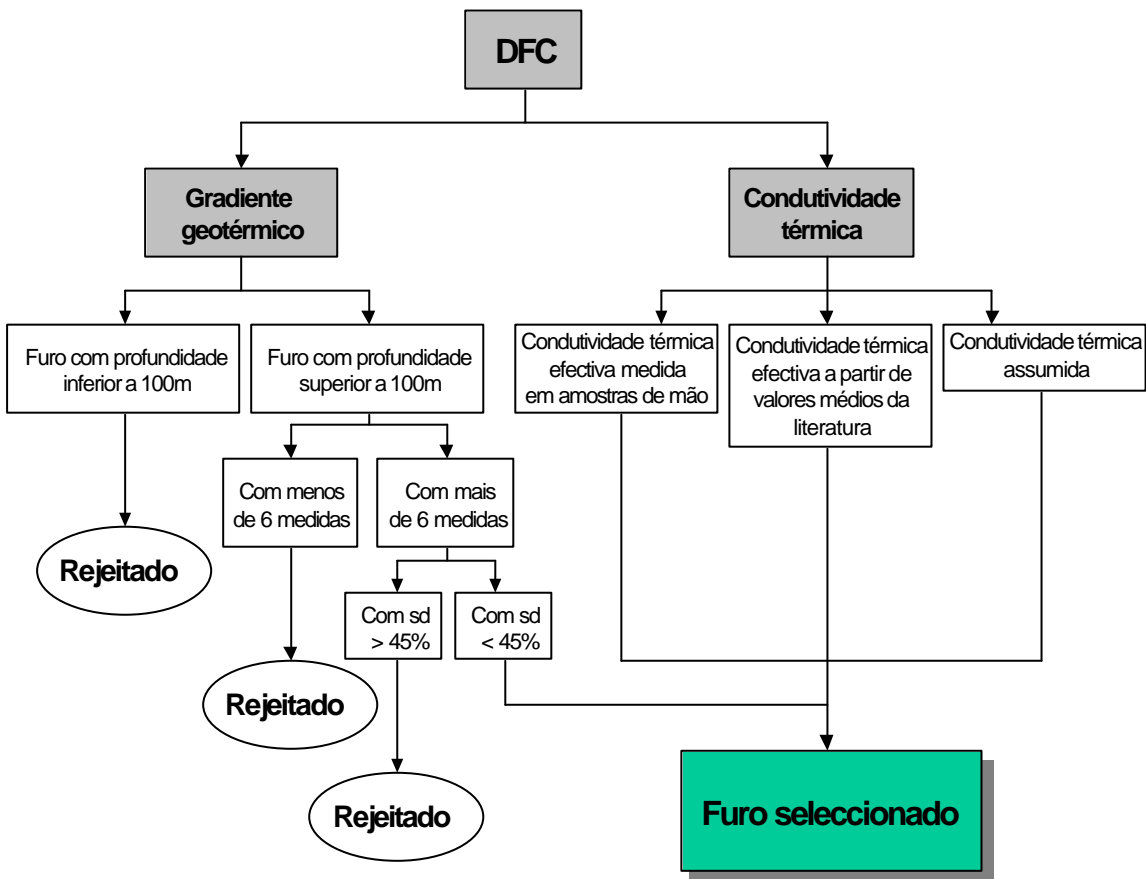 DFC
Gradiente
geotérmico
Condutividade
térmica
Furo com profundidade
inferior a 100m
Furo com profundidade
superior a 100m
Condutividade térmica
efectiva medida
em amostras de mão
Condutividade térmica
efectiva a partir de
valores médios da
literatura
Condutividade térmica
assumida
Com menos
de 6 medidas
Com mais
de 6 medidas
Rejeitado
Com sd
> 45%
Com sd
< 45%
Rejeitado
Rejeitado
Furo seleccionado